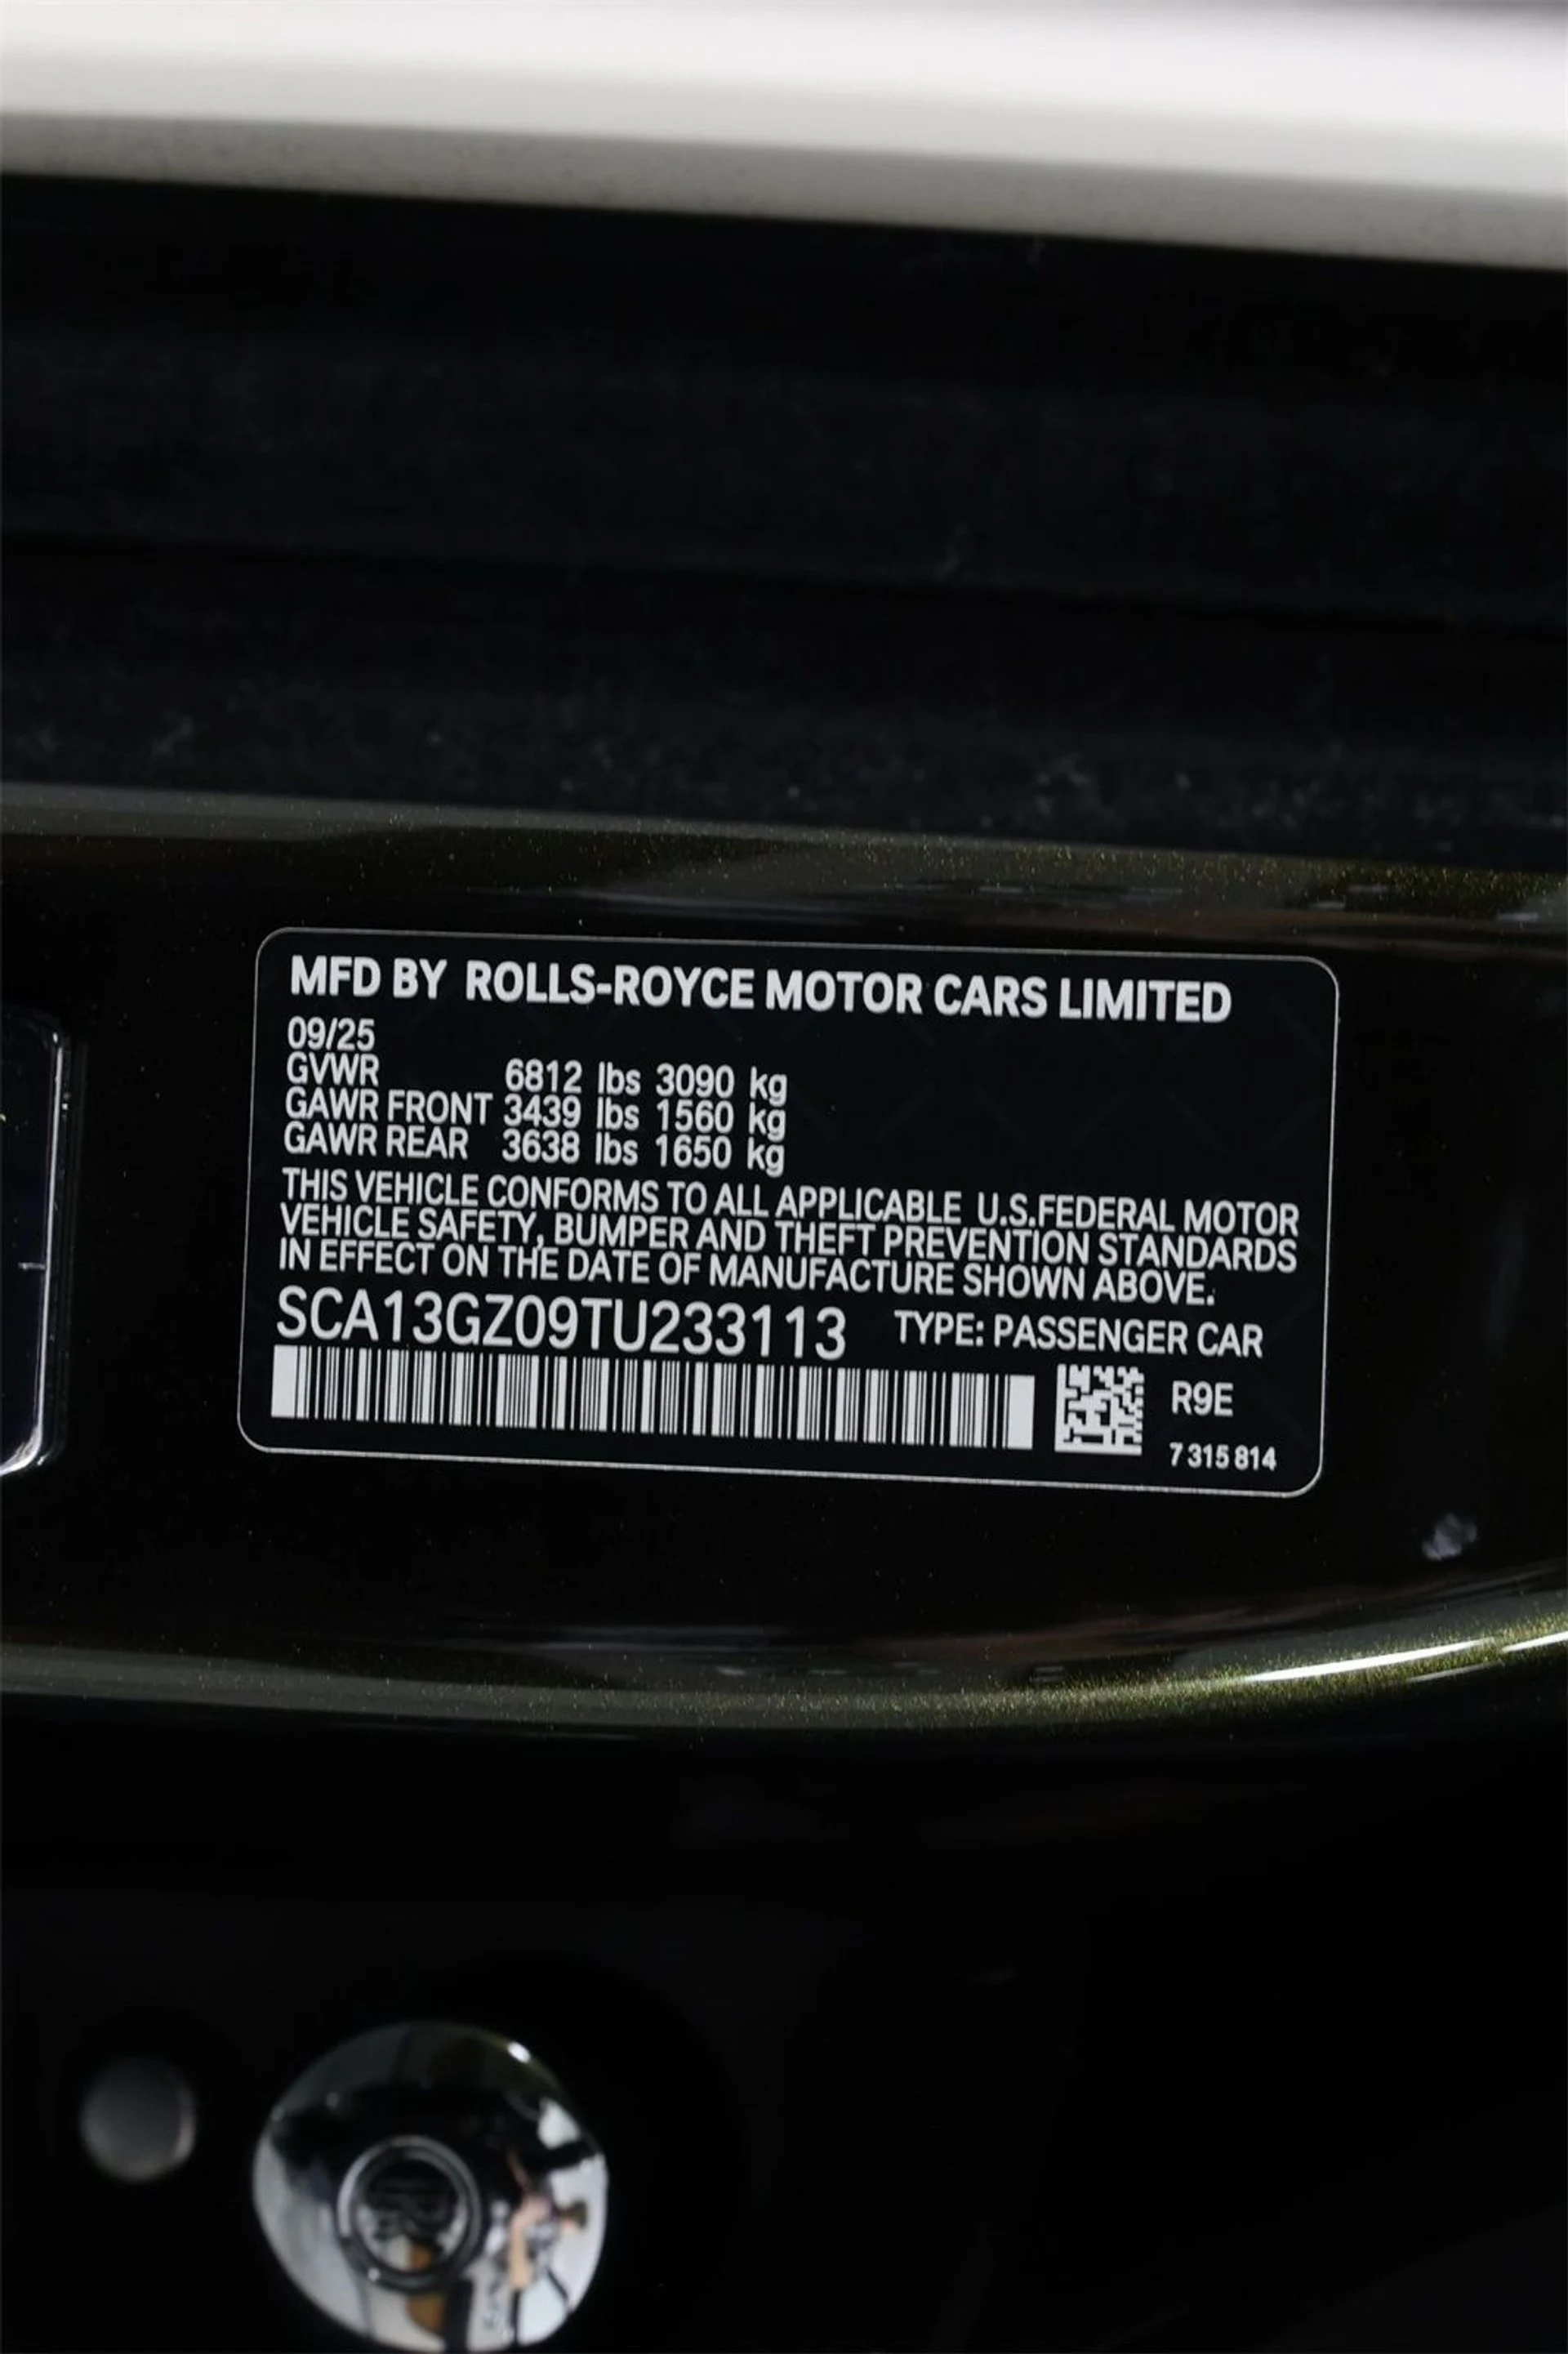 MFD BY ROLLS-ROYCE MOTOR CARS LIMITED
09/25
GVWR 6812 lbs 3090 kg
GAWR FRONT 3439 lbs 1560 kg
GAWR REAR 3638 lbs 1650 kg
THIS VEHICLE CONFORMS TO ALL APPLICABLE U.S.FEDERAL MOTOR
VEHICLE SAFETY, BUMPER AND THEFT PREVENTION STANDARDS
IN EFFECT ON THE DATE OF MANUFACTURE SHOWN ABOVE.
SCA13GZ09TU233113 TYPE: PASSENGER CAR
R9E
7 315 814